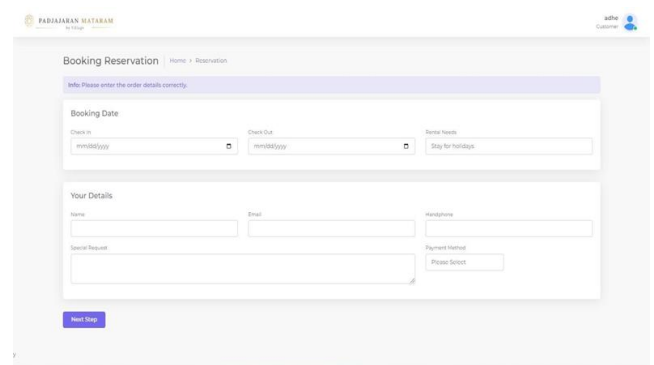 PADJAJARAN MATARAM
by Village
adhe
Customer
Booking Reservation
Home > Reservation
Info: Please enter the order details correctly.
Booking Date
Check In
Check Out
Rental Needs
mm/dd/yyyy
mm/dd/yyyy
Stay for holidays
Your Details
Name
Email
Handphone
Special Request
Payment Method
Please Select
Next Step